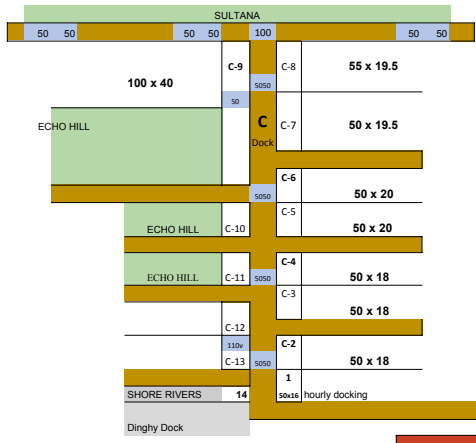 SULTANA
50 50 50 50 100 50 50
C-9 C-8 55 x 19.5
100 x 40 5050
50
ECHO HILL C C-7 50 x 19.5
Dock
C-6
5050 50 x 20
C-5
ECHO HILL C-10 50 x 20
C-4
ECHO HILL C-11 5050 50 x 18
C-3
C-12
110v C-2
C-13 5050 50 x 18
1
SHORE RIVERS 14 50x16 hourly docking
Dinghy Dock